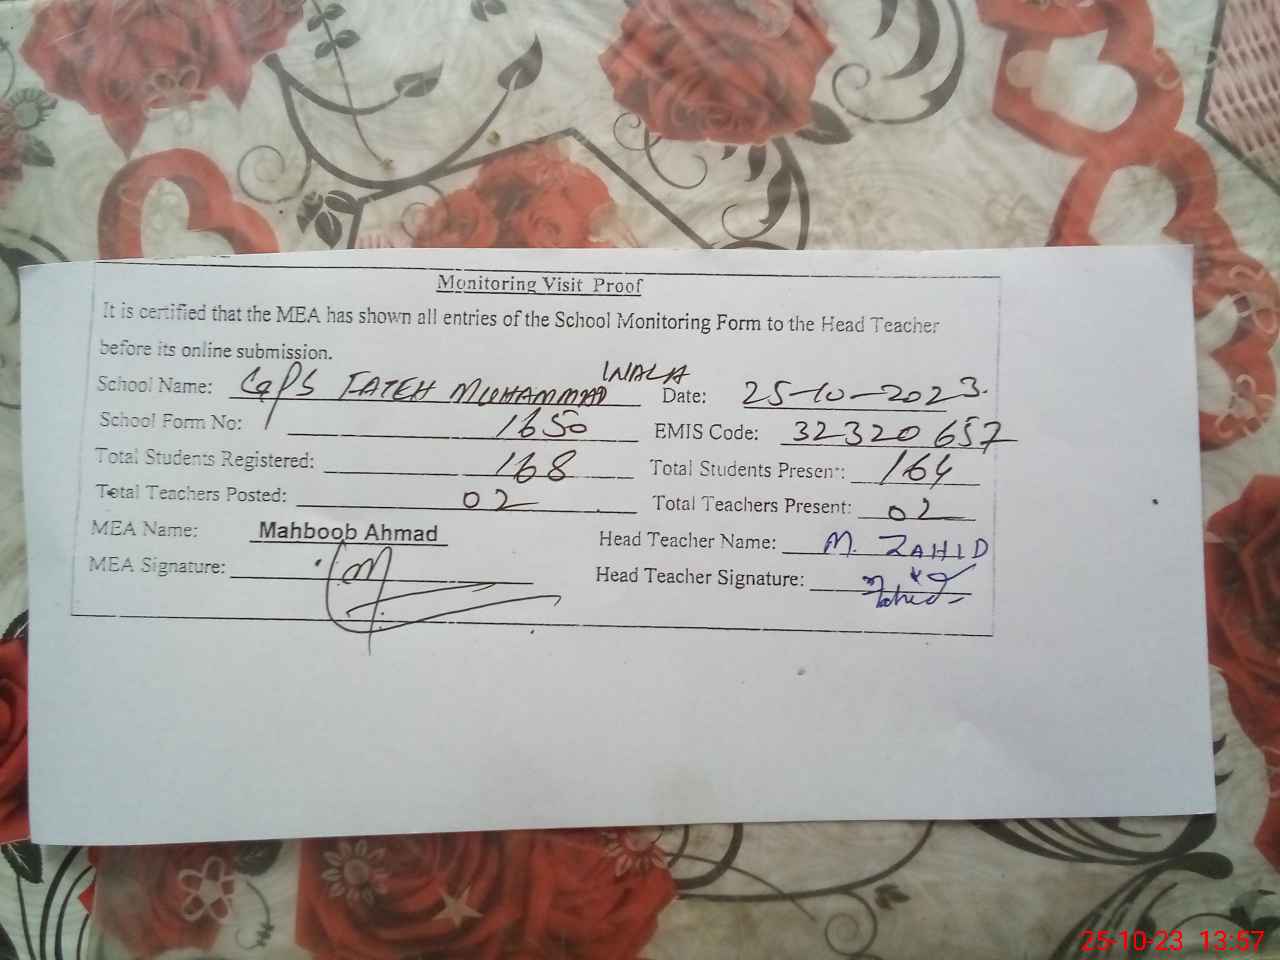 Monitoring Visit Proof
It is certified that the MEA has shown all entries of the School Monitoring Form to the Head Teacher
before its online submission.
School Name: GPS FATEH MUHAMMAD WALA Date: 25-10-2023.
School Form No: 1650 EMIS Code: 32320657
Total Students Registered: 168 Total Students Present: 164
Total Teachers Posted: 02 Total Teachers Present: 02
MEA Name: Mahboob Ahmad Head Teacher Name: M. ZAHID
MEA Signature: Head Teacher Signature:
25-10-23 13:57